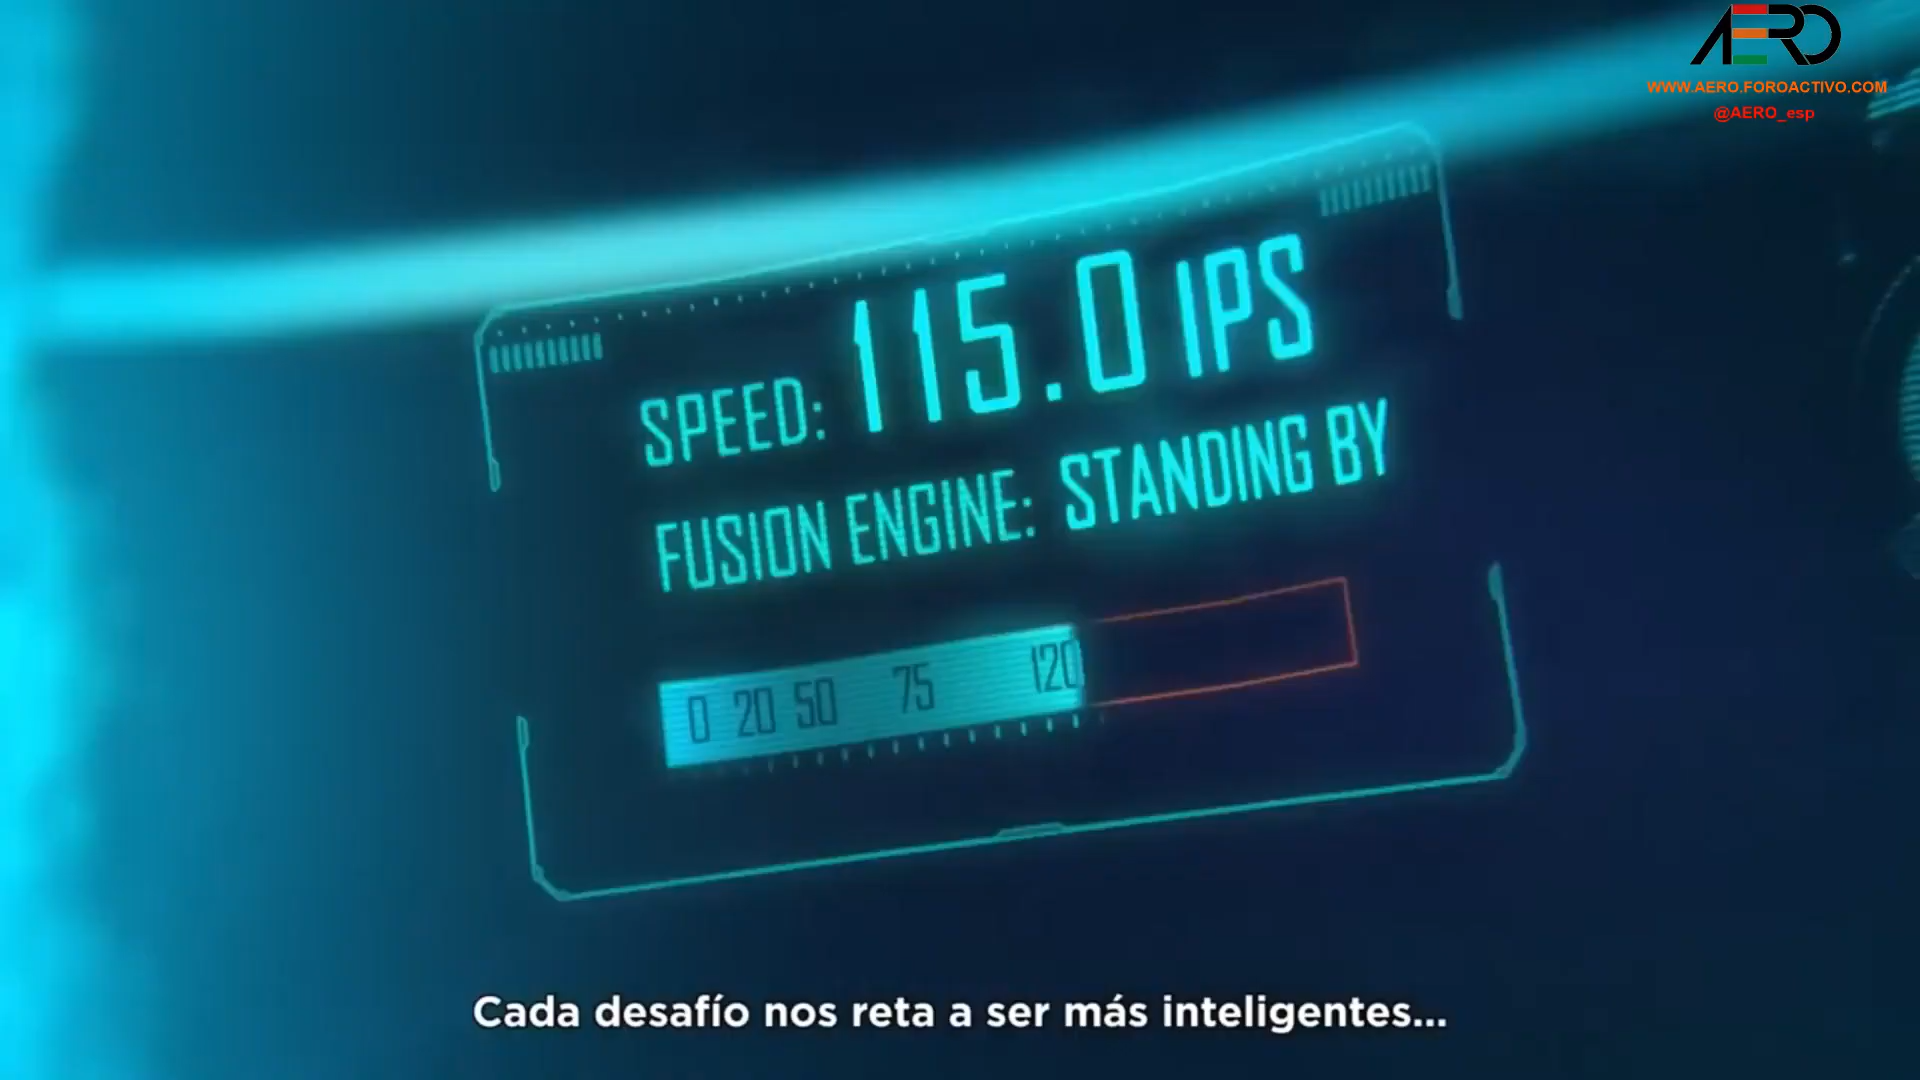 AERO
WWW.AERO.FOROACTIVO.COM
@AERO_esp
SPEED: 115.0 IPS
FUSION ENGINE: STANDING BY
0 20 50 75 120
Cada desafío nos reta a ser más inteligentes...